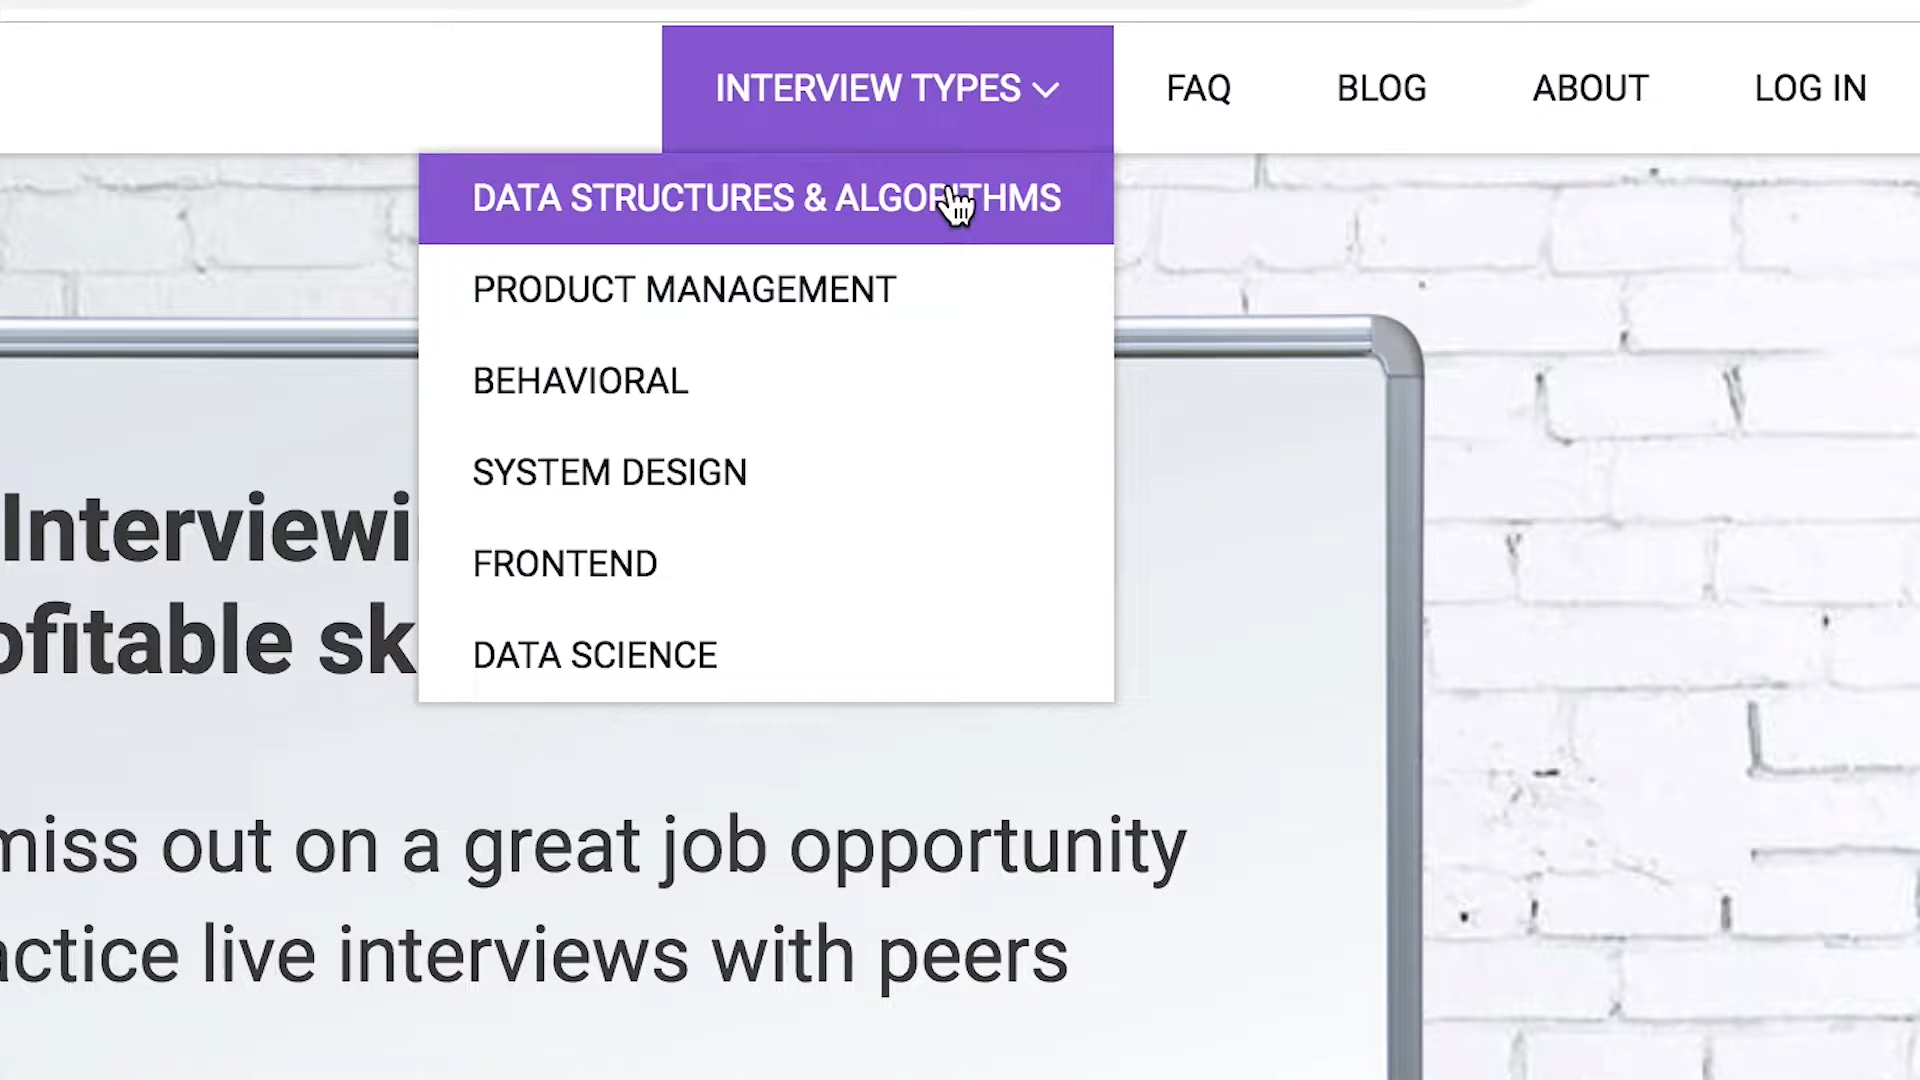 INTERVIEW TYPES FAQ BLOG ABOUT LOG IN
DATA STRUCTURES & ALGORITHMS
PRODUCT MANAGEMENT
BEHAVIORAL
SYSTEM DESIGN
FRONTEND
DATA SCIENCE
Interviewi
ofitable sk
miss out on a great job opportunity
actice live interviews with peers